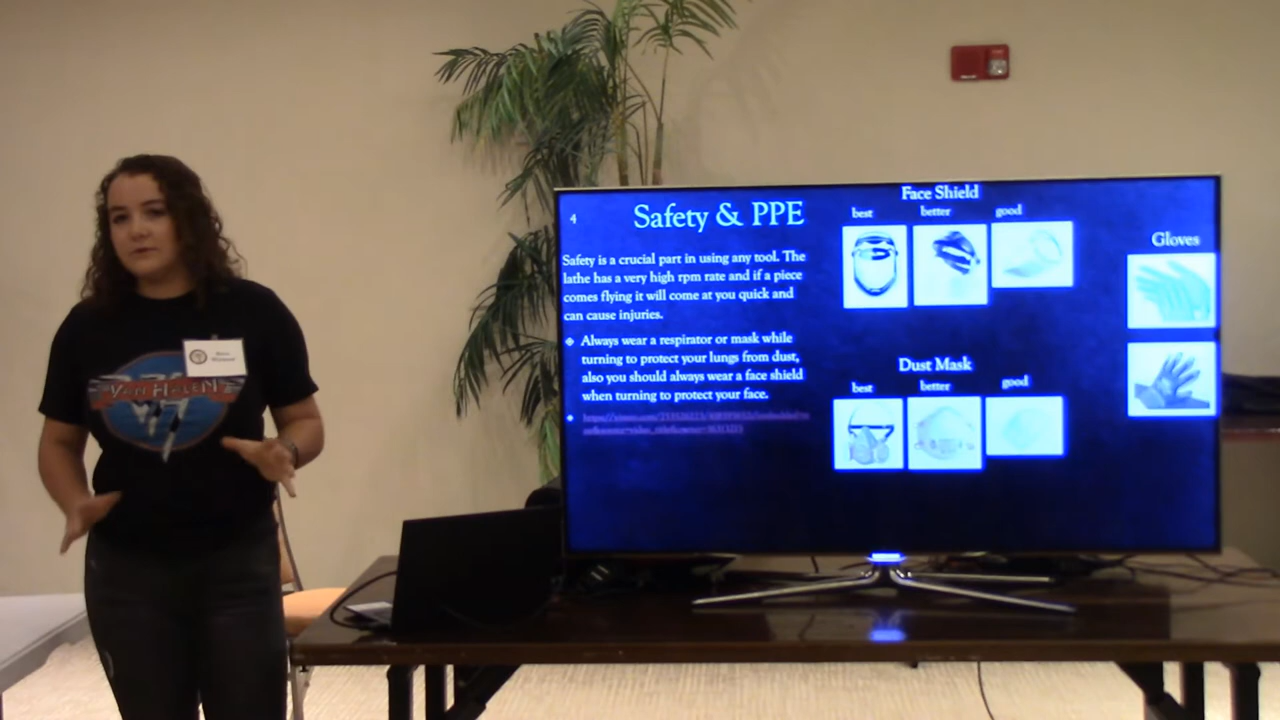 4
Safety & PPE
Safety is a crucial part in using any tool. The
lathe has a very high rpm rate and if a piece
comes flying it will come at you quick and
can cause injuries.
❖ Always wear a respirator or mask while
turning to protect your lungs from dust,
also you should always wear a face shield
when turning to protect your face.
Face Shield
best better good
Dust Mask
best better good
Gloves
VAN HALEN